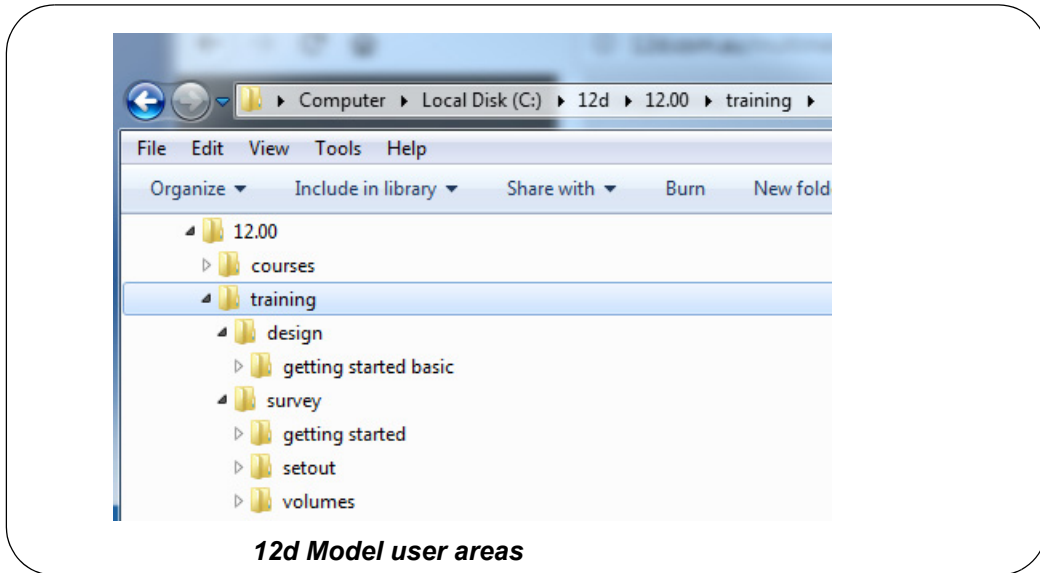 Computer ▸ Local Disk (C:) ▸ 12d ▸ 12.00 ▸ training ▸
File Edit View Tools Help
Organize ▾ Include in library ▾ Share with ▾ Burn New fold
12.00
courses
training
design
getting started basic
survey
getting started
setout
volumes
12d Model user areas